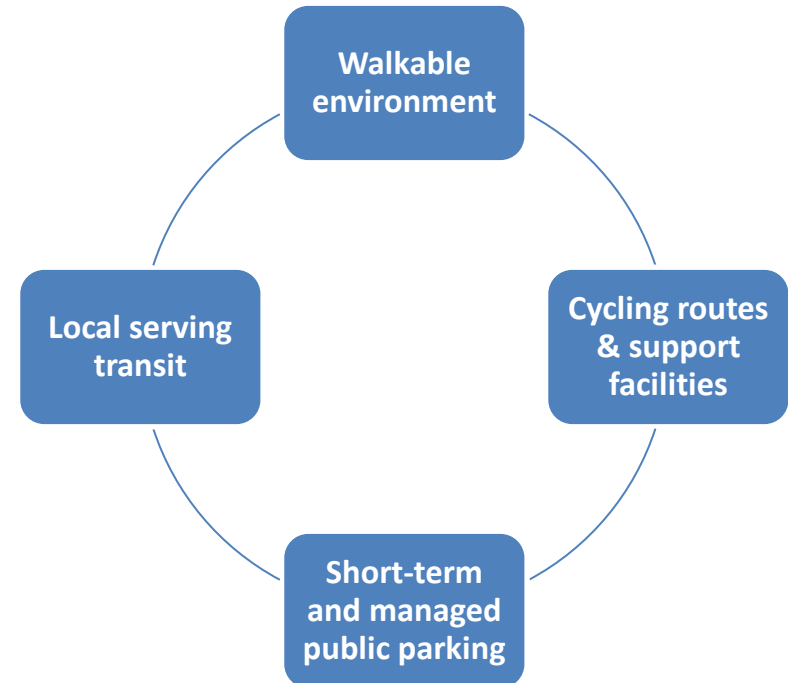 Walkable
environment
Local serving
transit
Cycling routes
& support
facilities
Short-term
and managed
public parking